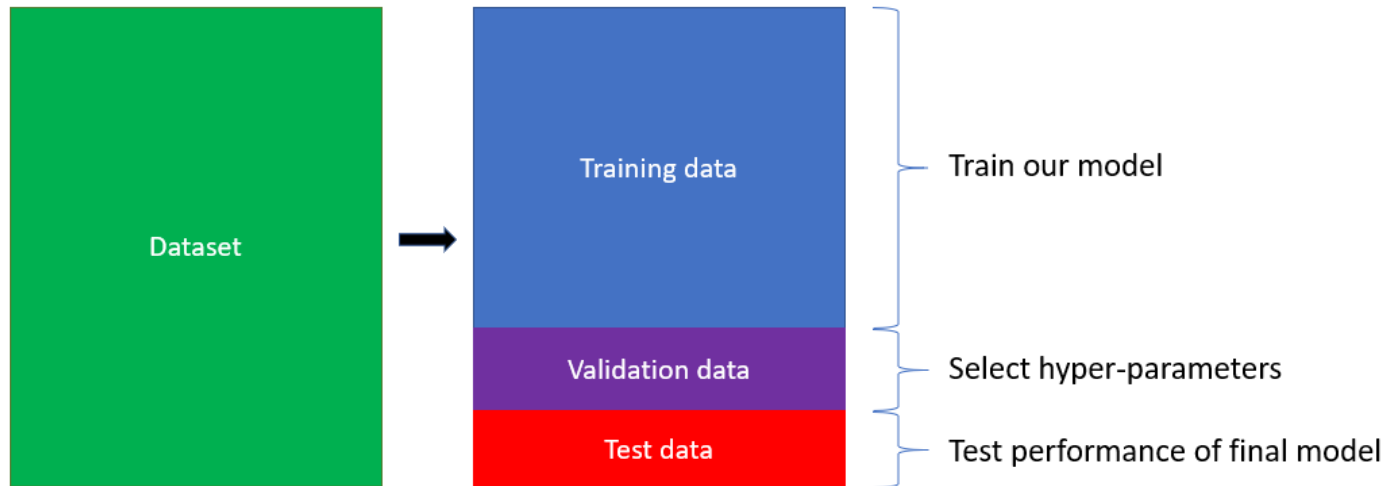 Dataset
Training data
Train our model
Validation data
Select hyper-parameters
Test data
Test performance of final model